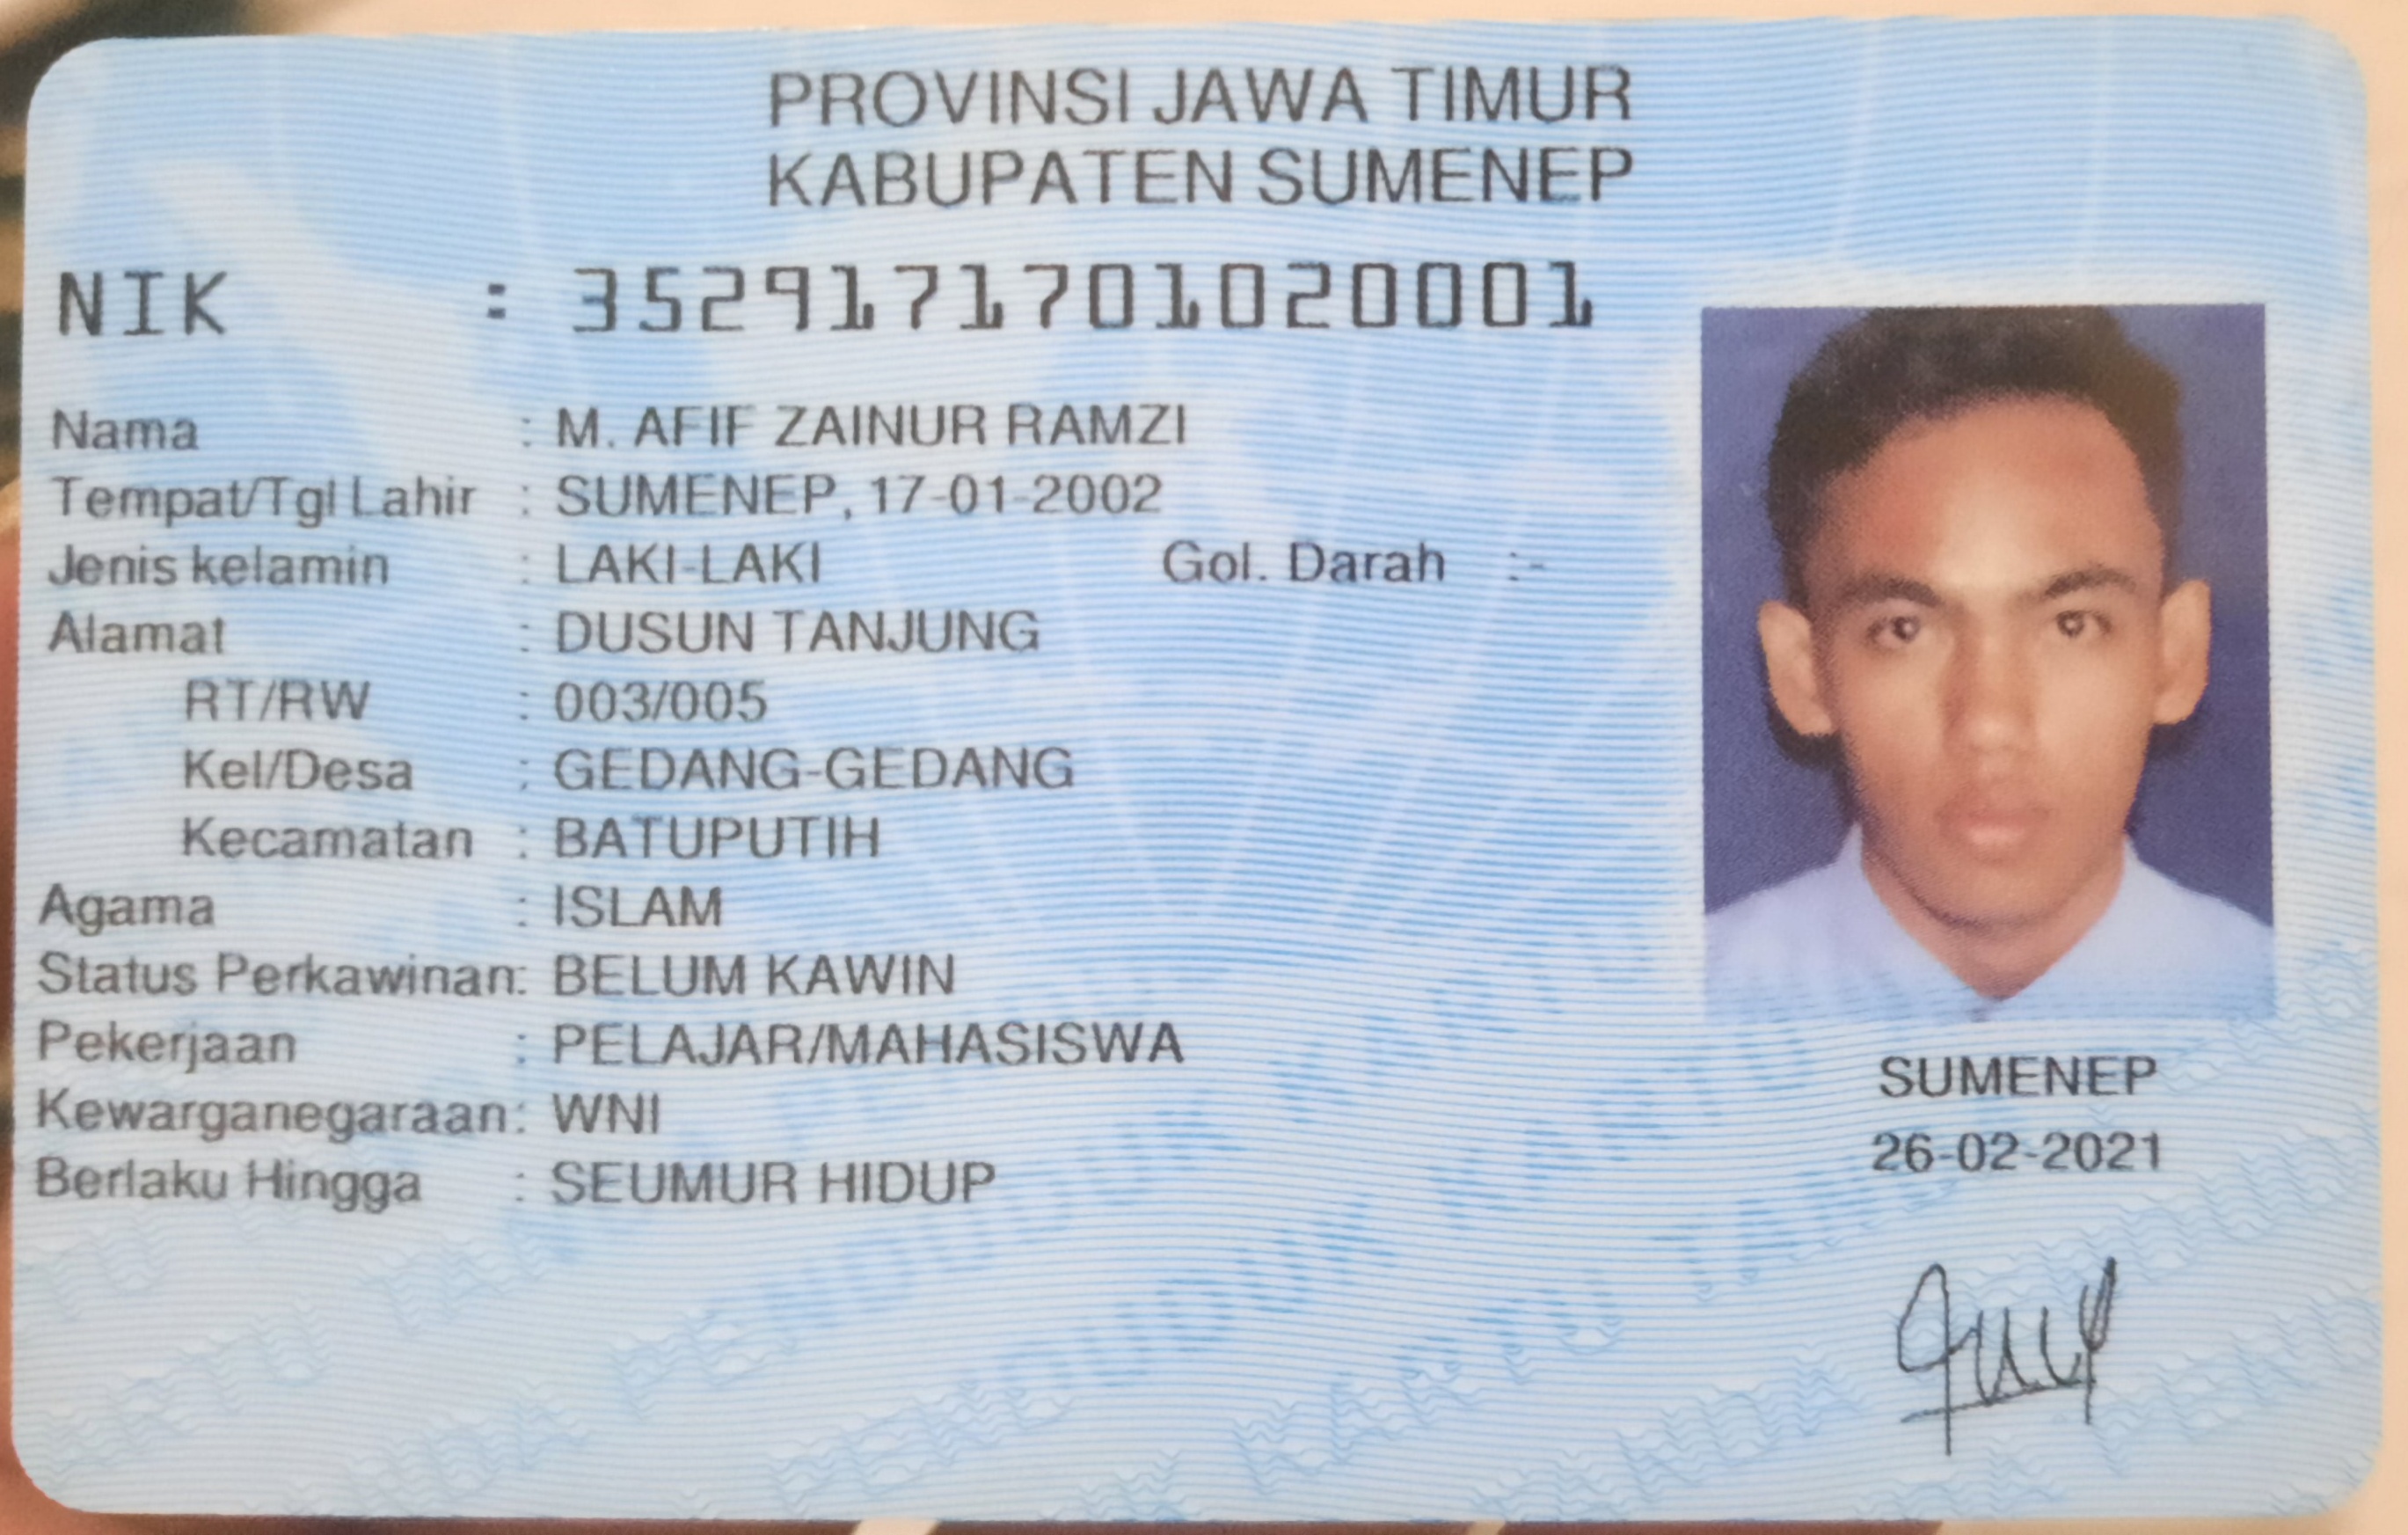 PROVINSI JAWA TIMUR
KABUPATEN SUMENEP
NIK : 3529171701020001
Nama : M. AFIF ZAINUR RAMZI
Tempat/Tgl Lahir : SUMENEP, 17-01-2002
Jenis kelamin : LAKI-LAKI Gol. Darah :-
Alamat : DUSUN TANJUNG
RT/RW : 003/005
Kel/Desa : GEDANG-GEDANG
Kecamatan : BATUPUTIH
Agama : ISLAM
Status Perkawinan: BELUM KAWIN
Pekerjaan : PELAJAR/MAHASISWA
Kewarganegaraan: WNI
Berlaku Hingga : SEUMUR HIDUP
SUMENEP
26-02-2021